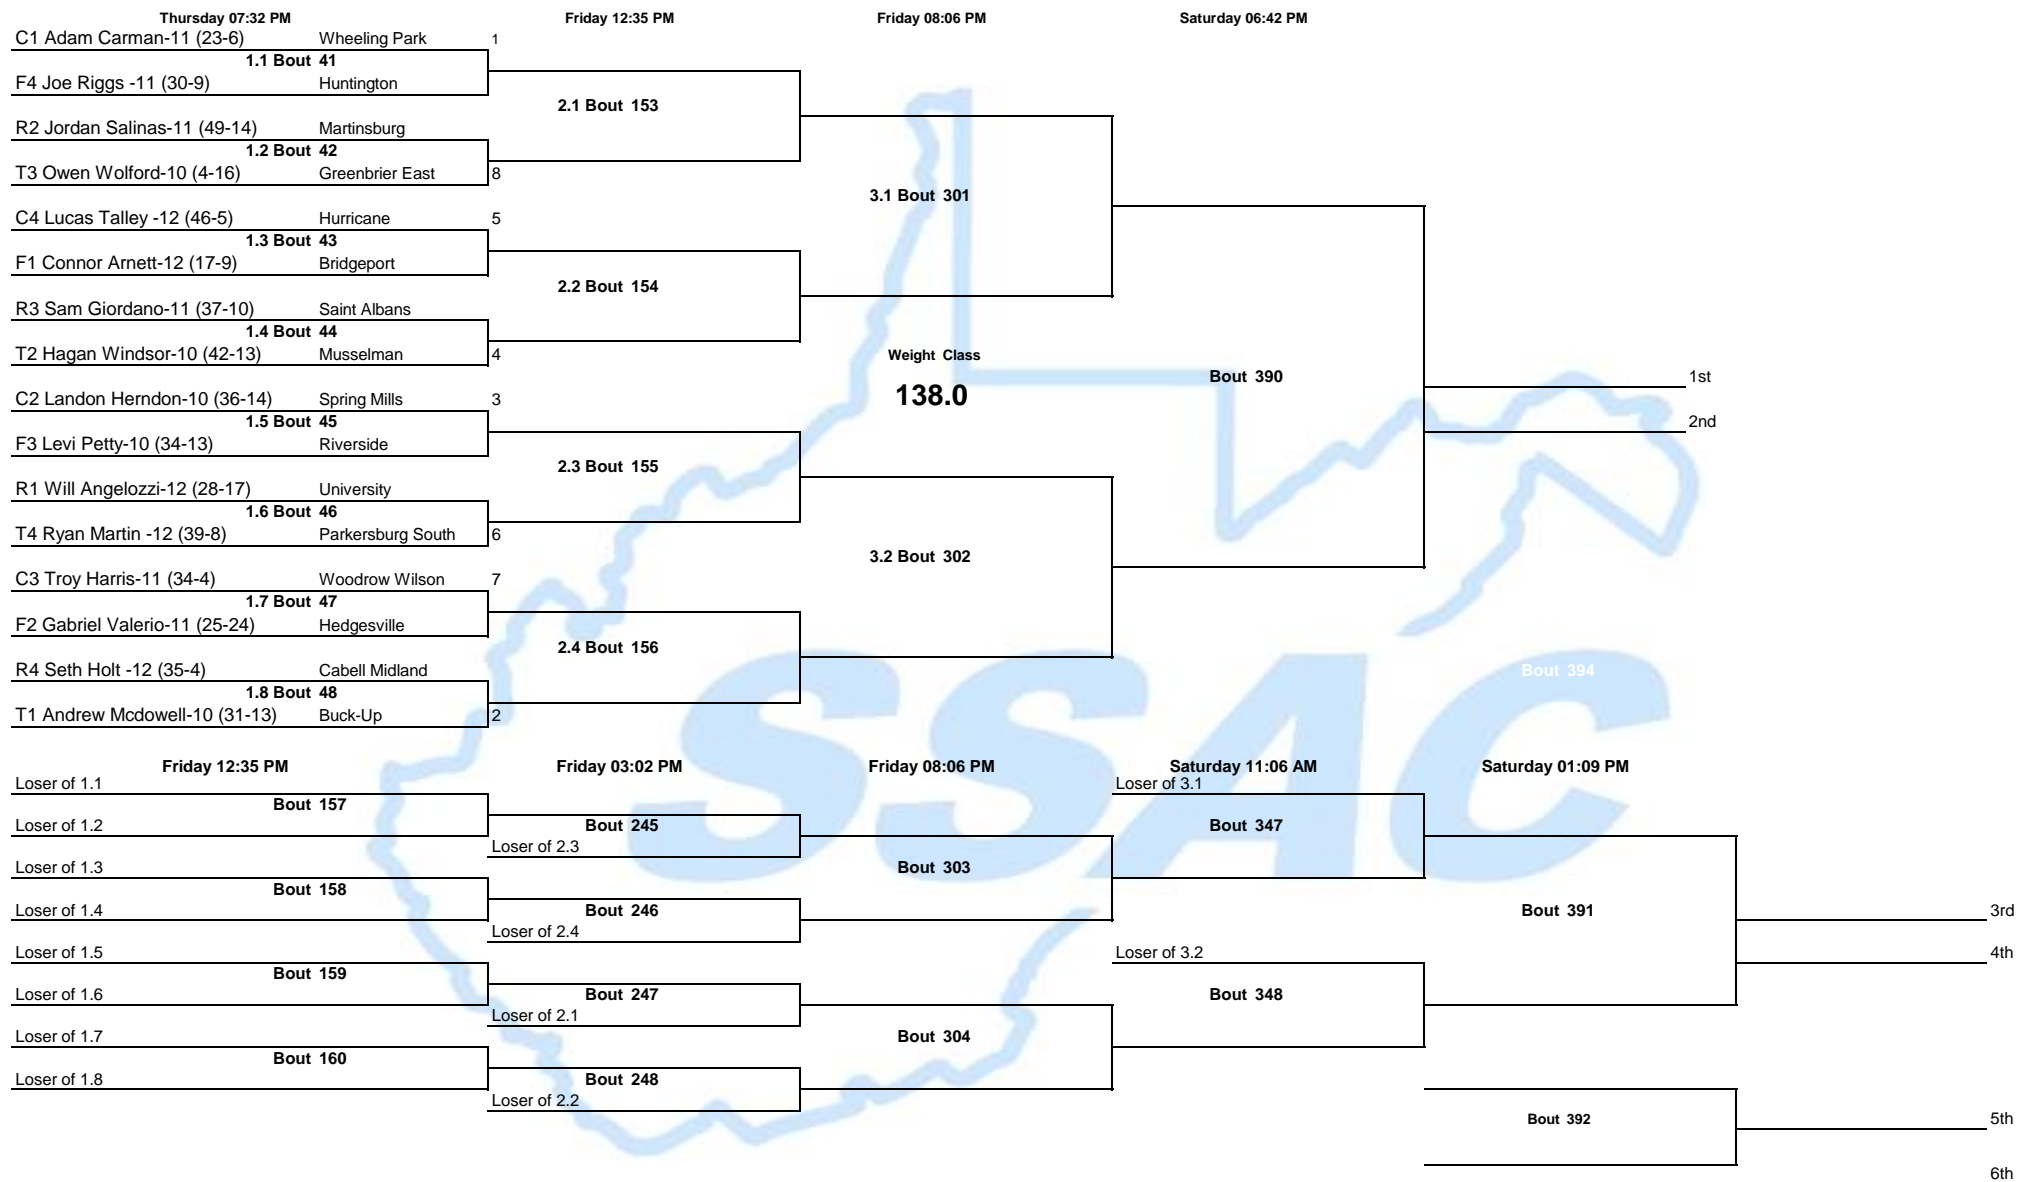 Thursday 07:32 PM Friday 12:35 PM Friday 08:06 PM Saturday 06:42 PM
C1 Adam Carman-11 (23-6) Wheeling Park 1
1.1 Bout 41
F4 Joe Riggs -11 (30-9) Huntington
2.1 Bout 153
R2 Jordan Salinas-11 (49-14) Martinsburg
1.2 Bout 42
T3 Owen Wolford-10 (4-16) Greenbrier East 8
3.1 Bout 301
C4 Lucas Talley -12 (46-5) Hurricane 5
1.3 Bout 43
F1 Connor Arnett-12 (17-9) Bridgeport
2.2 Bout 154
R3 Sam Giordano-11 (37-10) Saint Albans
1.4 Bout 44
T2 Hagan Windsor-10 (42-13) Musselman 4
Weight Class
Bout 390 1st
138.0
C2 Landon Herndon-10 (36-14) Spring Mills 3
1.5 Bout 45 2nd
F3 Levi Petty-10 (34-13) Riverside
2.3 Bout 155
R1 Will Angelozzi-12 (28-17) University
1.6 Bout 46
T4 Ryan Martin -12 (39-8) Parkersburg South 6
3.2 Bout 302
C3 Troy Harris-11 (34-4) Woodrow Wilson 7
1.7 Bout 47
F2 Gabriel Valerio-11 (25-24) Hedgesville
2.4 Bout 156
R4 Seth Holt -12 (35-4) Cabell Midland
Bout 394
1.8 Bout 48
T1 Andrew Mcdowell-10 (31-13) Buck-Up 2
SSAC
Friday 12:35 PM Friday 03:02 PM Friday 08:06 PM Saturday 11:06 AM Saturday 01:09 PM
Loser of 1.1 Loser of 3.1
Bout 157
Loser of 1.2 Bout 245 Bout 347
Loser of 2.3
Loser of 1.3 Bout 303
Bout 158
Loser of 1.4 Bout 246 Bout 391 3rd
Loser of 2.4
Loser of 1.5 Loser of 3.2 4th
Bout 159
Loser of 1.6 Bout 247 Bout 348
Loser of 2.1
Loser of 1.7 Bout 304
Bout 160
Loser of 1.8 Bout 248
Loser of 2.2
Bout 392 5th
6th